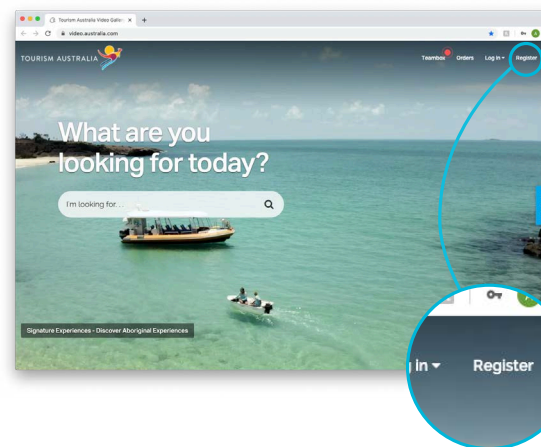 Tourism Australia Video Galler
video.australia.com
TOURISM AUSTRALIA
Teambox Orders Log in Register
What are you
looking for today?
I'm looking for...
Signature Experiences - Discover Aboriginal Experiences
in Register